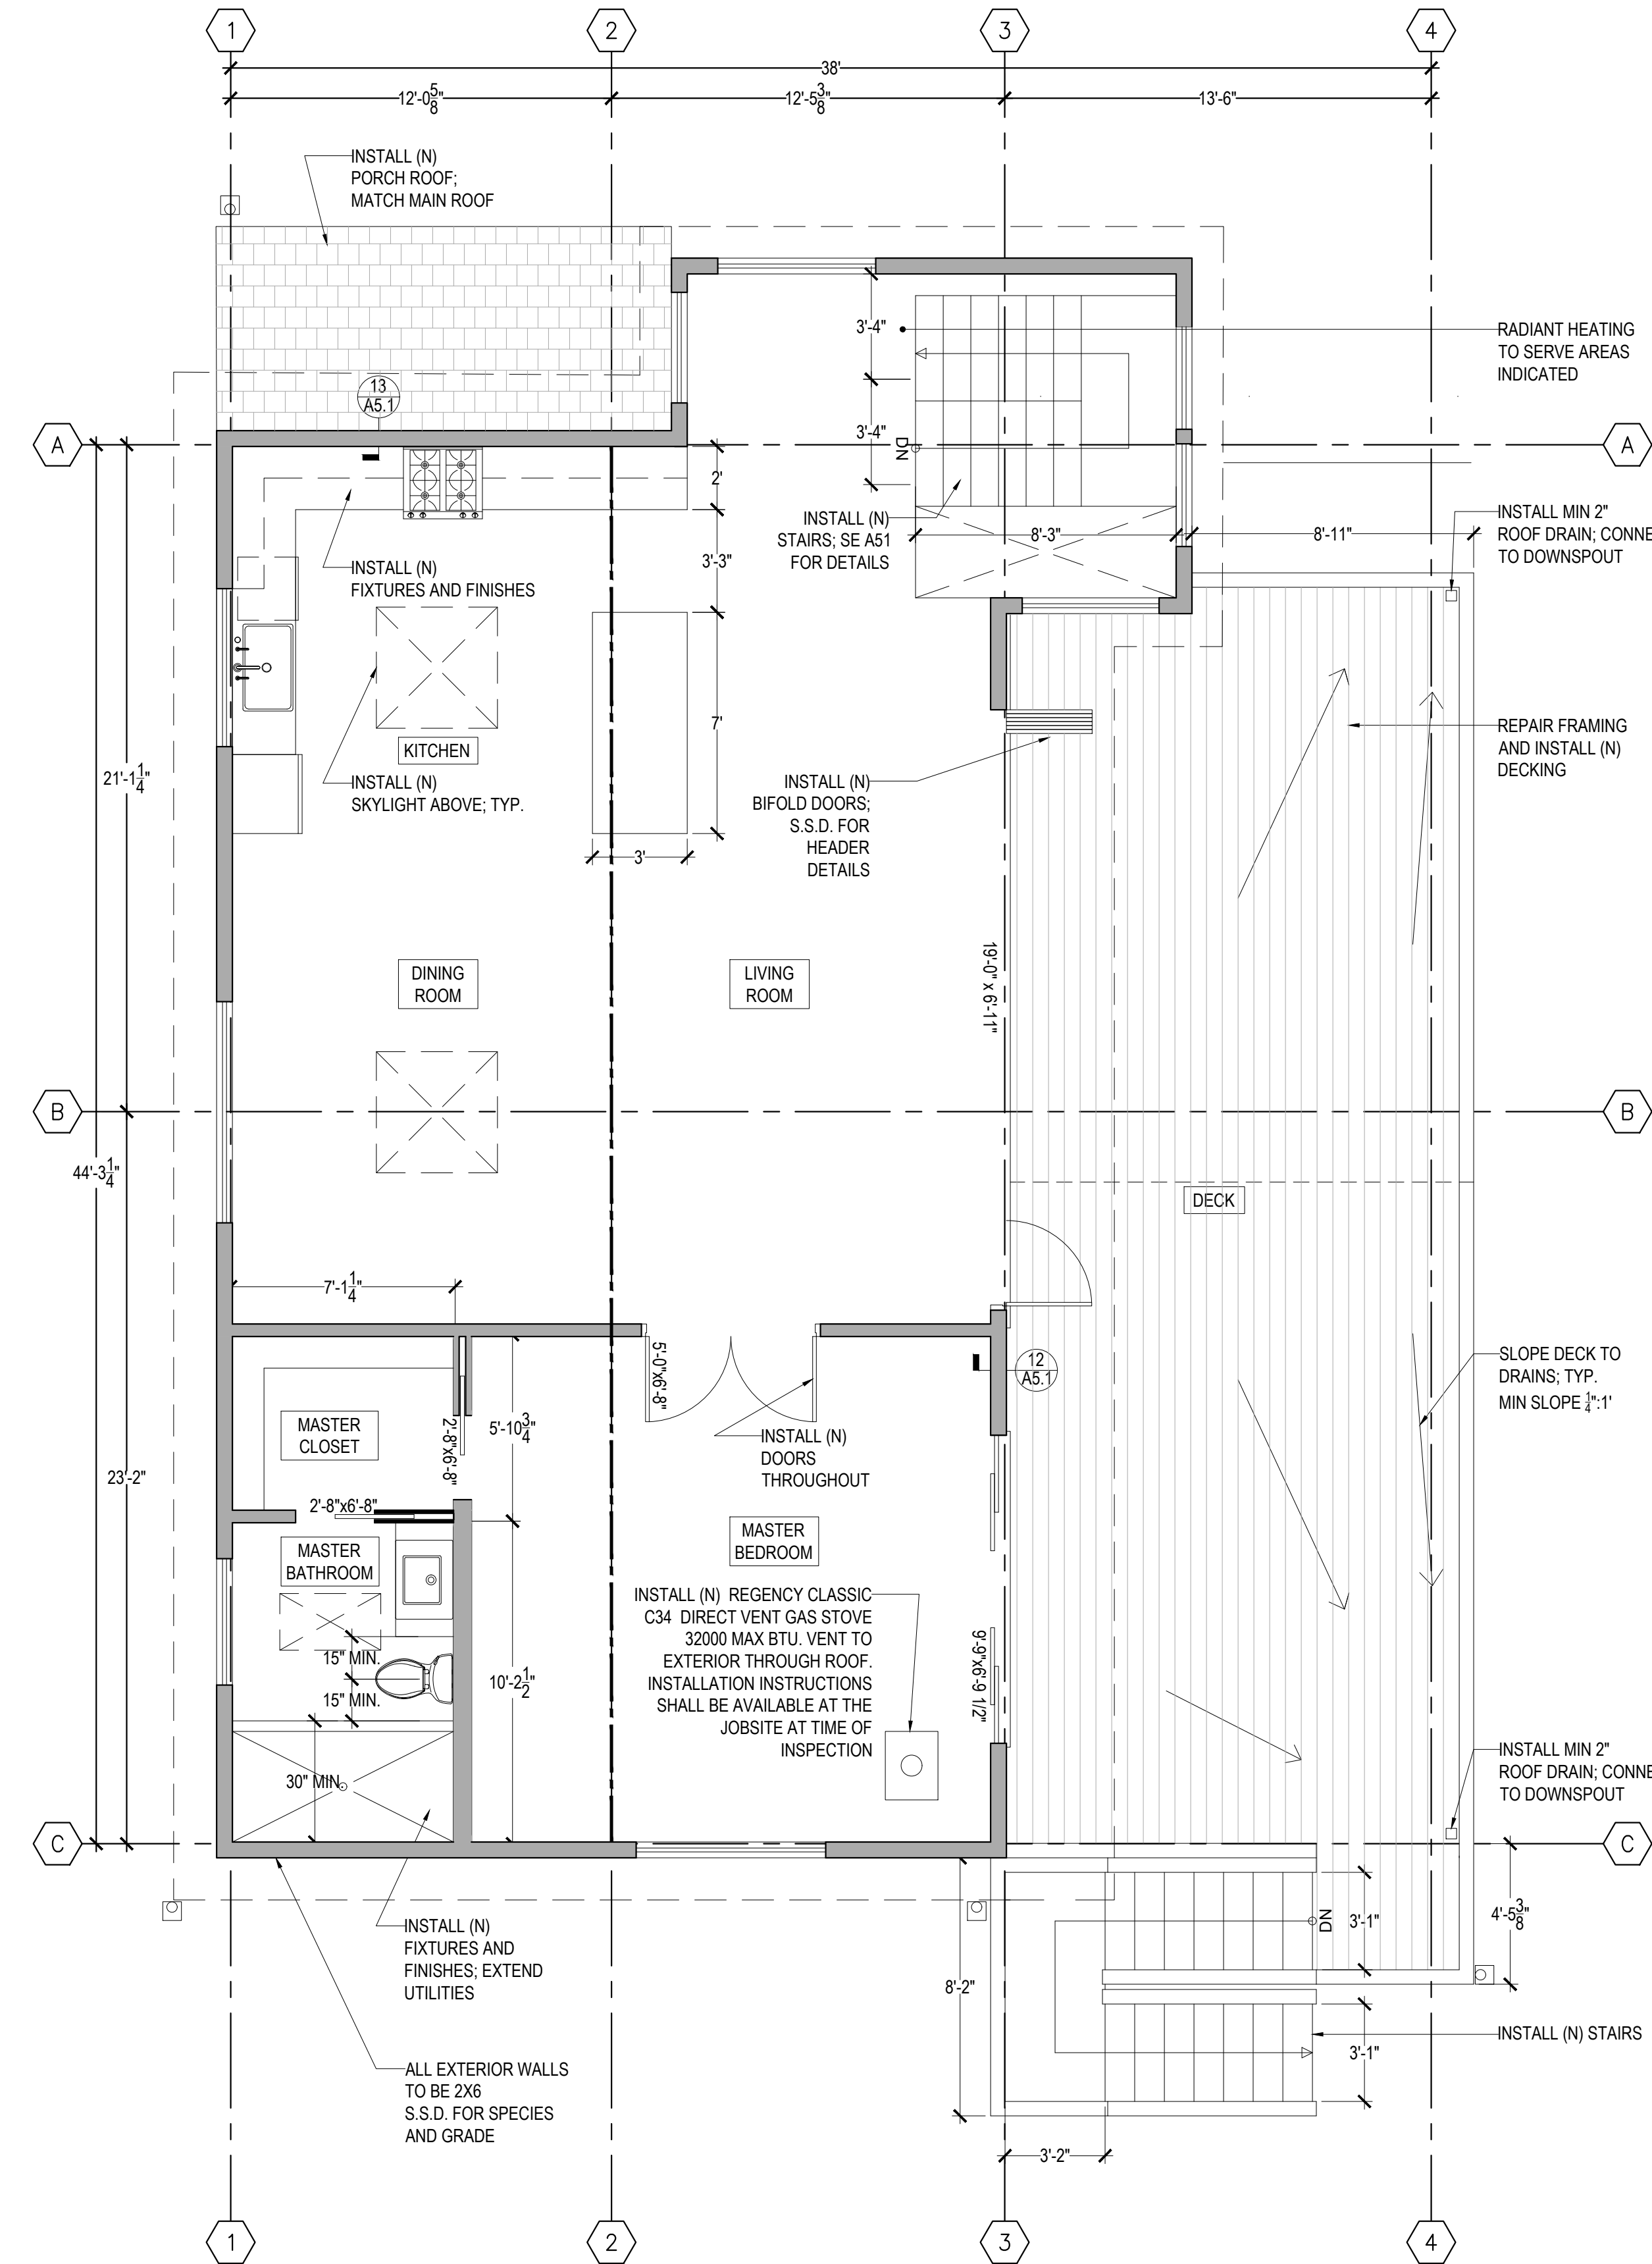 1
2
3
4
38'
12'-0 5/8"
12'-5 3/8"
13'-6"
INSTALL (N)
PORCH ROOF;
MATCH MAIN ROOF
3'-4"
RADIANT HEATING
TO SERVE AREAS
INDICATED
13
A5.1
A
3'-4"
DN
A
2'
INSTALL (N)
STAIRS; SE A51
FOR DETAILS
8'-3"
8'-11"
INSTALL MIN 2"
ROOF DRAIN; CONNE
TO DOWNSPOUT
3'-3"
INSTALL (N)
FIXTURES AND FINISHES
7'
KITCHEN
REPAIR FRAMING
AND INSTALL (N)
DECKING
21'-1 1/4"
INSTALL (N)
SKYLIGHT ABOVE; TYP.
INSTALL (N)
BIFOLD DOORS;
S.S.D. FOR
HEADER
DETAILS
3'
DINING
ROOM
LIVING
ROOM
19'-0" x 6'-11"
B
B
44'-3 1/4"
DECK
7'-1 1/4"
5'-0"x6'-8"
12
A5.1
SLOPE DECK TO
DRAINS; TYP.
MIN SLOPE 1/4":1'
MASTER
CLOSET
2'-8"x6'-8"
5'-10 3/4"
INSTALL (N)
DOORS
THROUGHOUT
23'-2"
2'-8"x6'-8"
MASTER
BATHROOM
MASTER
BEDROOM
INSTALL (N) REGENCY CLASSIC
C34 DIRECT VENT GAS STOVE
32000 MAX BTU. VENT TO
EXTERIOR THROUGH ROOF.
INSTALLATION INSTRUCTIONS
SHALL BE AVAILABLE AT THE
JOBSITE AT TIME OF
INSPECTION
9'-9"x6'-9 1/2"
15" MIN.
15" MIN.
10'-2 1/2"
30" MIN.
INSTALL MIN 2"
ROOF DRAIN; CONNE
TO DOWNSPOUT
C
C
INSTALL (N)
FIXTURES AND
FINISHES; EXTEND
UTILITIES
DN
3'-1"
4'-5 3/8"
8'-2"
INSTALL (N) STAIRS
3'-1"
ALL EXTERIOR WALLS
TO BE 2X6
S.S.D. FOR SPECIES
AND GRADE
3'-2"
1
2
3
4